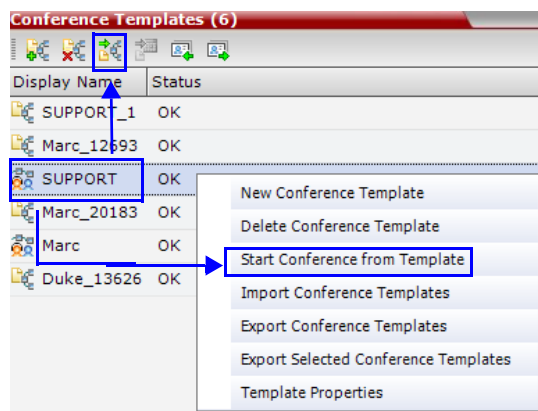 Conference Templates (6)
Display Name Status
SUPPORT_1 OK
Marc_12693 OK
SUPPORT OK
Marc_20183 OK
Marc OK
Duke_13626 OK
New Conference Template
Delete Conference Template
Start Conference from Template
Import Conference Templates
Export Conference Templates
Export Selected Conference Templates
Template Properties